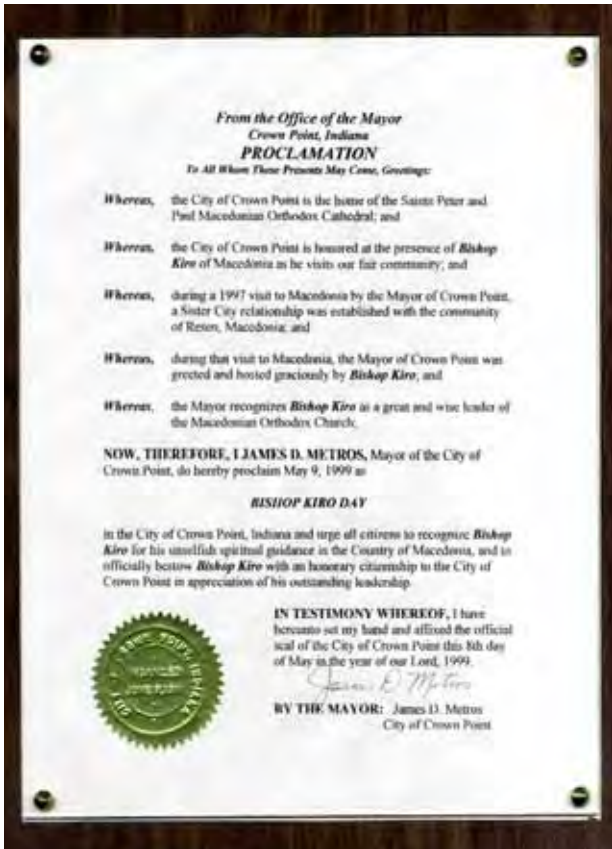 From the Office of the Mayor
Crown Point, Indiana
PROCLAMATION
To All Whom These Presents May Come, Greetings:
Whereas, the City of Crown Point is the home of the Saints Peter and
Paul Macedonian Orthodox Cathedral; and
Whereas, the City of Crown Point is honored at the presence of Bishop
Kiro of Macedonia as he visits our fair community; and
Whereas, during a 1997 visit to Macedonia by the Mayor of Crown Point,
a Sister City relationship was established with the community
of Resen, Macedonia; and
Whereas, during that visit to Macedonia, the Mayor of Crown Point was
greeted and hosted graciously by Bishop Kiro; and
Whereas, the Mayor recognizes Bishop Kiro as a great and wise leader of
the Macedonian Orthodox Church;
NOW, THEREFORE, I JAMES D. METROS, Mayor of the City of
Crown Point, do hereby proclaim May 9, 1999 as
BISHOP KIRO DAY
in the City of Crown Point, Indiana and urge all citizens to recognize Bishop
Kiro for his unselfish spiritual guidance in the Country of Macedonia, and to
officially bestow Bishop Kiro with an honorary citizenship to the City of
Crown Point in appreciation of his outstanding leadership.
IN TESTIMONY WHEREOF, I have
hereunto set my hand and affixed the official
seal of the City of Crown Point this 8th day
of May in the year of our Lord, 1999.
James D. Metros
BY THE MAYOR: James D. Metros
City of Crown Point
CITY OF CROWN POINT, INDIANA